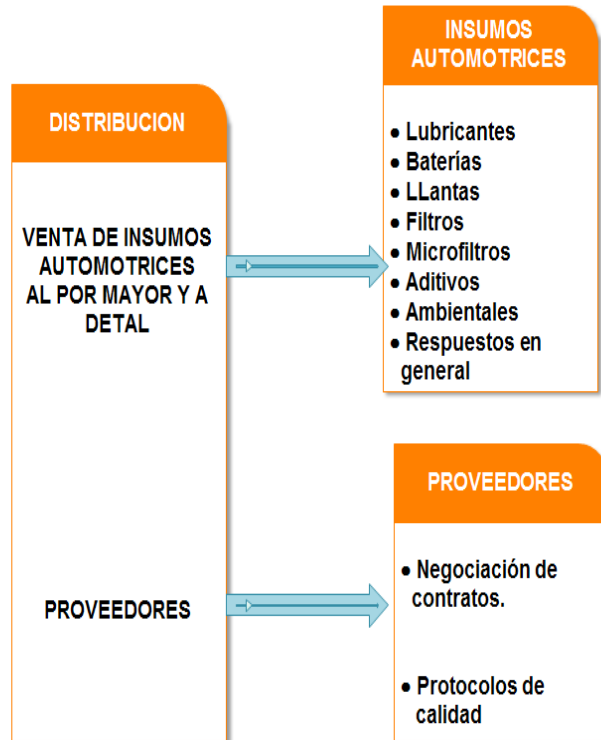 DISTRIBUCION
VENTA DE INSUMOS
AUTOMOTRICES
AL POR MAYOR Y A
DETAL
PROVEEDORES
INSUMOS
AUTOMOTRICES
• Lubricantes
• Baterías
• LLantas
• Filtros
• Microfiltros
• Aditivos
• Ambientales
• Respuestos en
general
PROVEEDORES
• Negociación de
contratos.
• Protocolos de
calidad